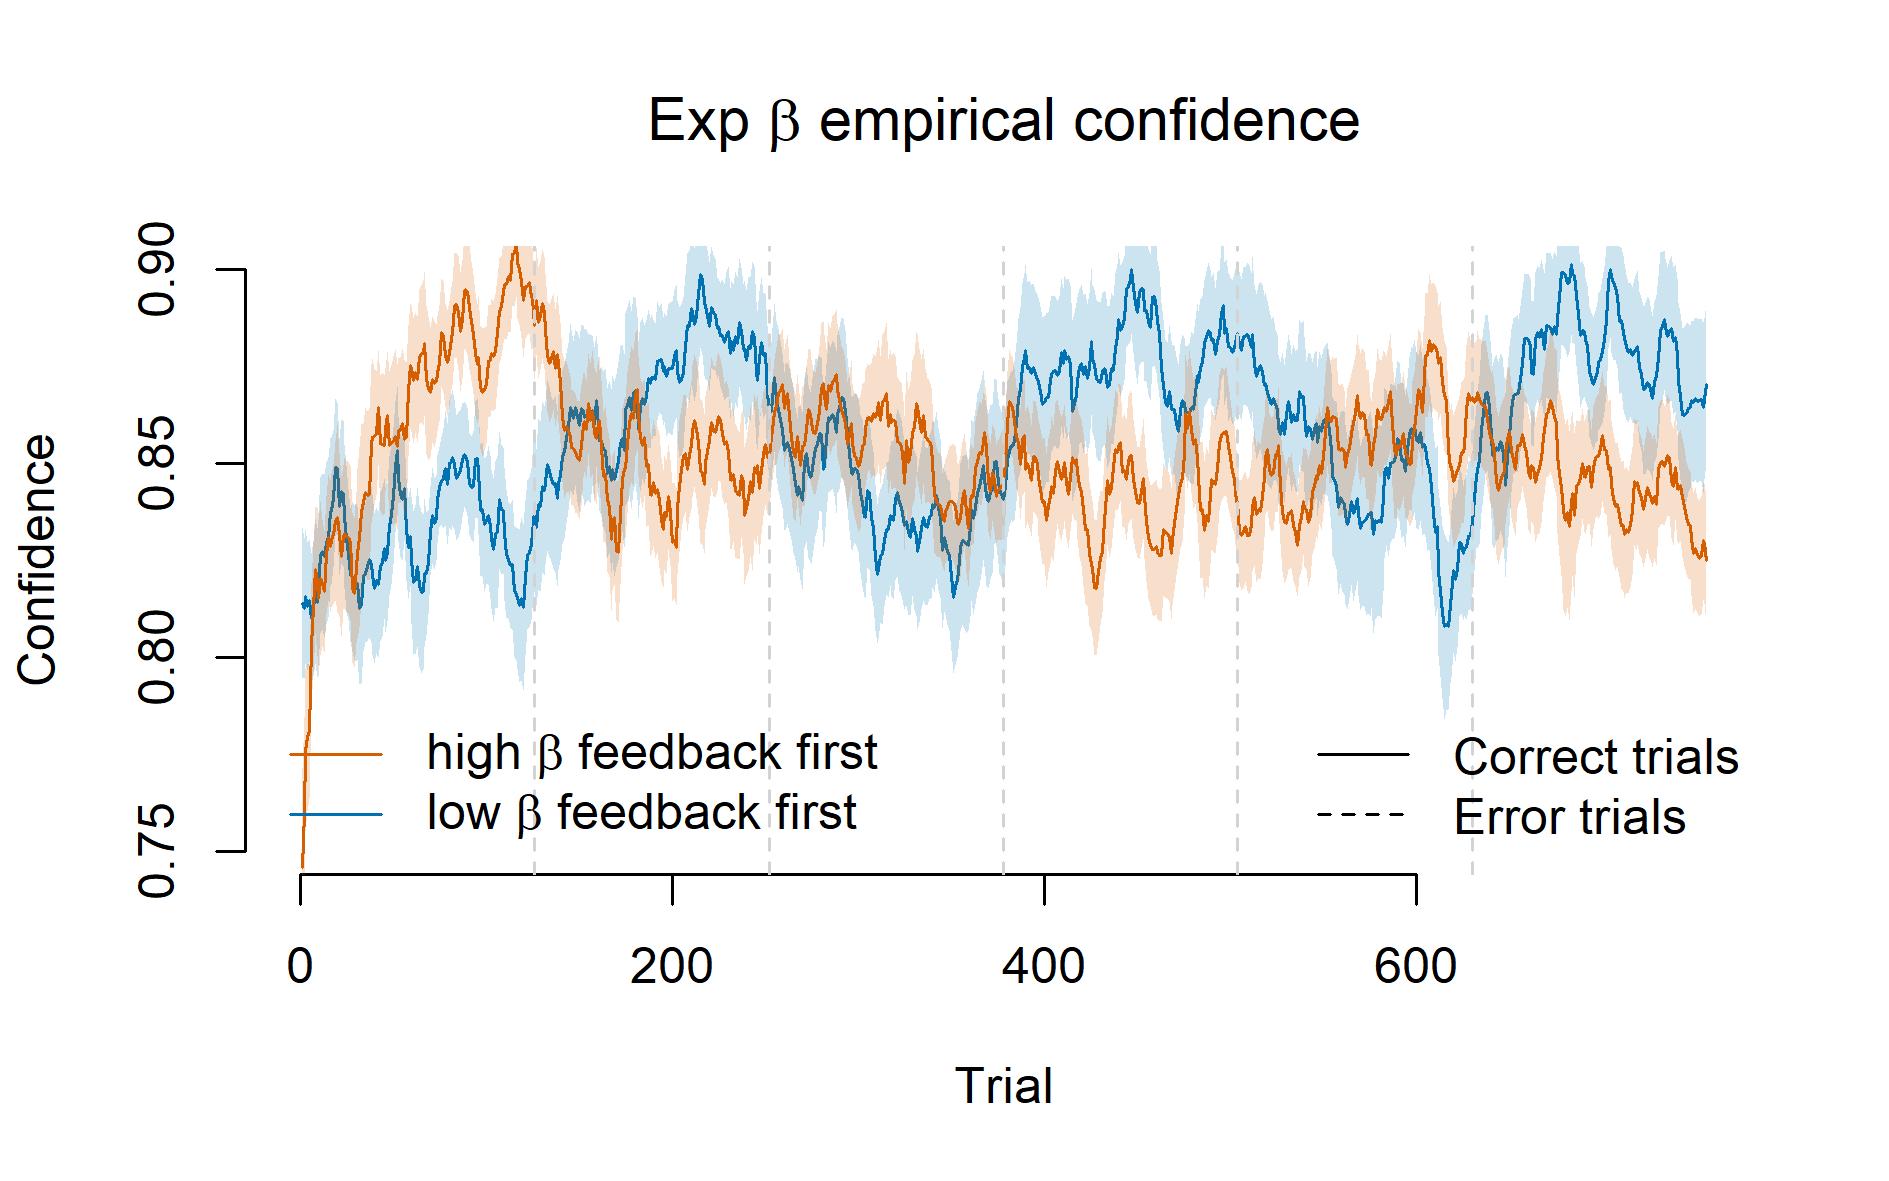 Exp β empirical confidence
Confidence
0.90
0.85
0.80
0.75
high β feedback first
low β feedback first
Correct trials
Error trials
0 200 400 600
Trial